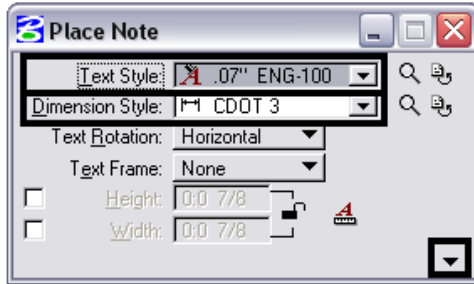 Place Note
Text Style: .07" ENG-100
Dimension Style: CDOT 3
Text Rotation: Horizontal
Text Frame: None
Height: 0:0 7/8
Width: 0:0 7/8